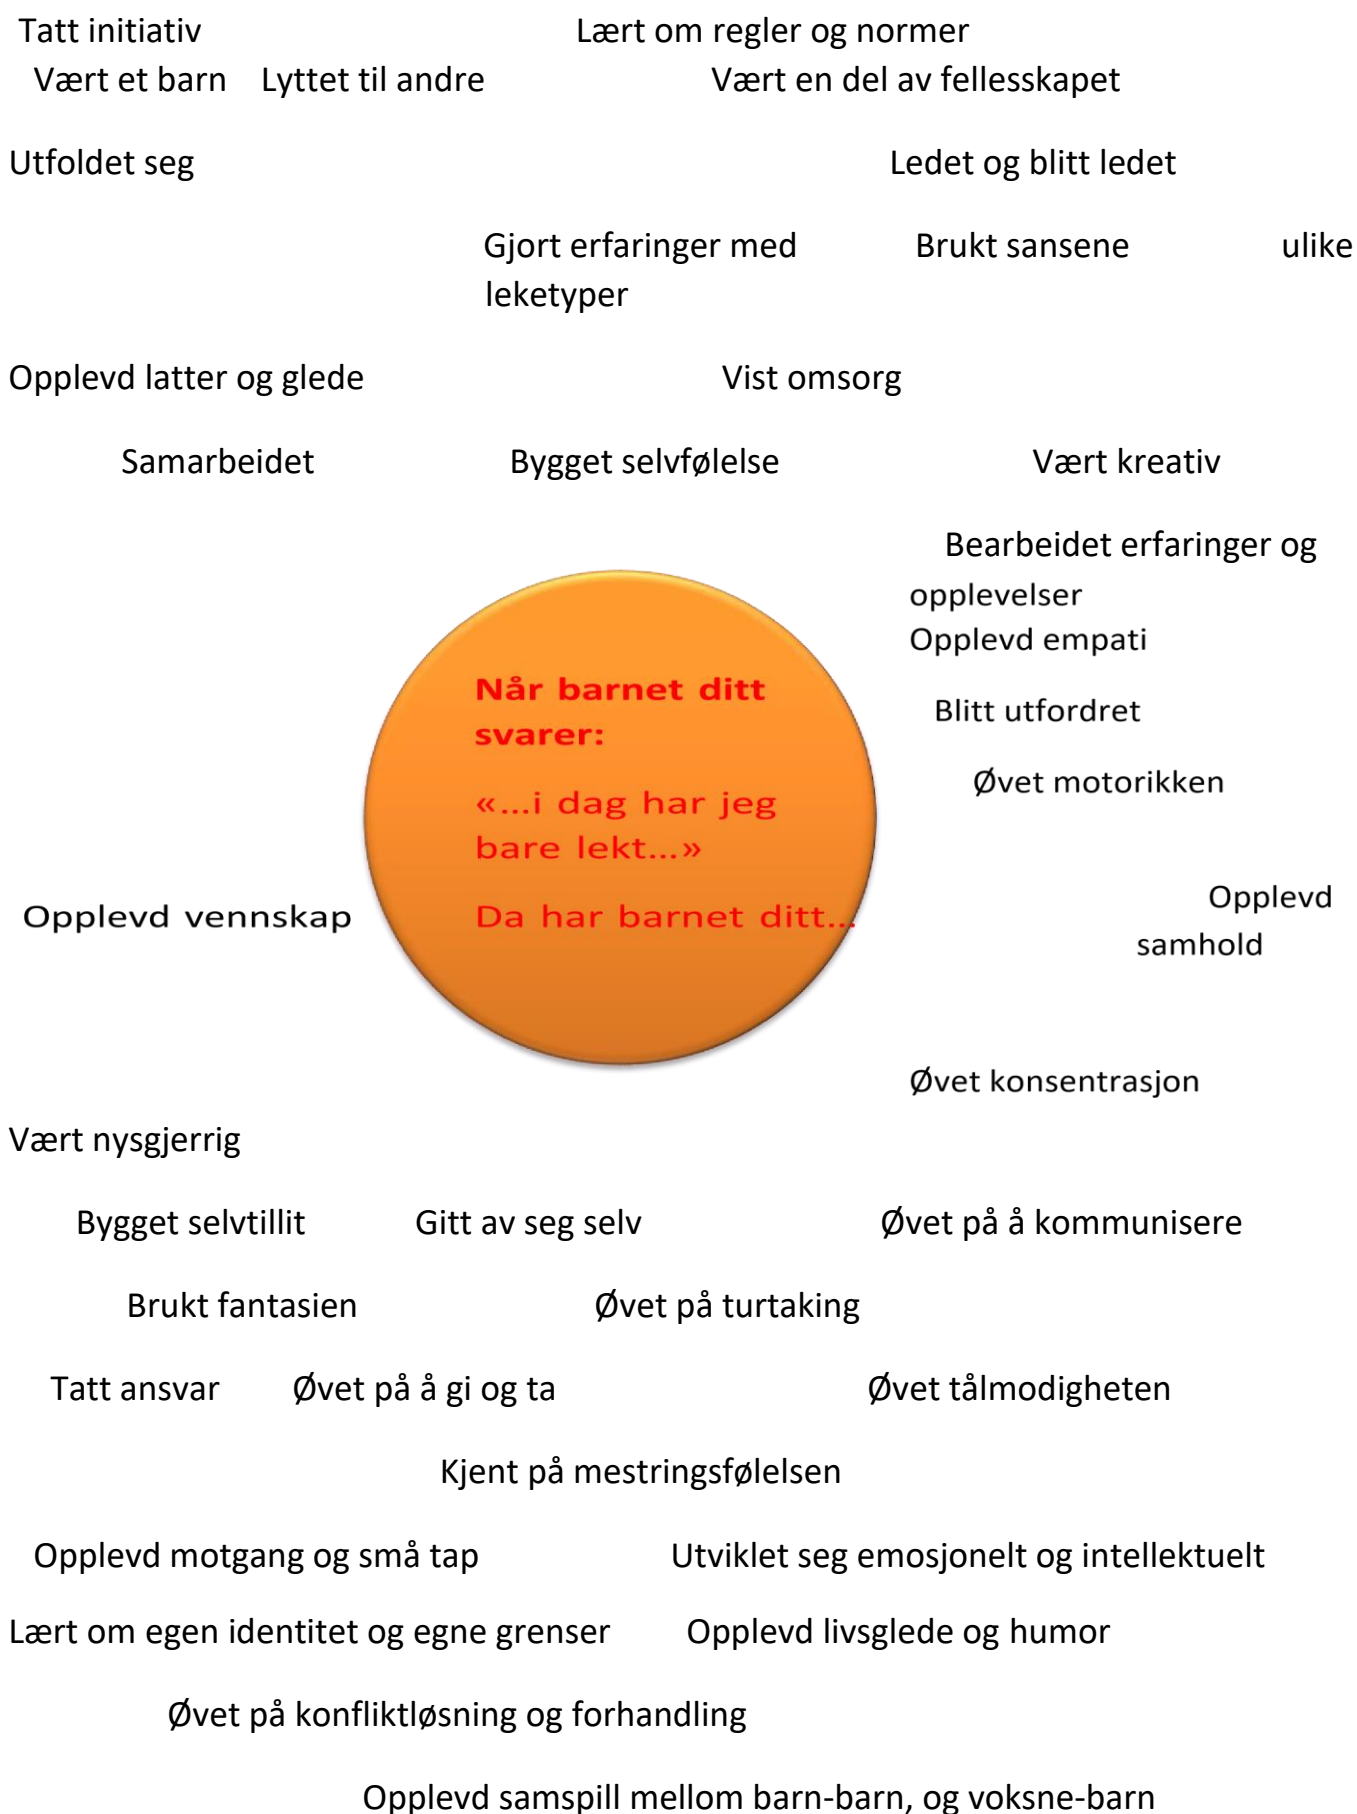 Tatt initiativ Lært om regler og normer
Vært et barn Lyttet til andre Vært en del av fellesskapet
Utfoldet seg Ledet og blitt ledet
Gjort erfaringer med Brukt sansene ulike
leketyper
Opplevd latter og glede Vist omsorg
Samarbeidet Bygget selvfølelse Vært kreativ
Bearbeidet erfaringer og
opplevelser
Opplevd empati
Når barnet ditt
svarer:
Blitt utfordret
Øvet motorikken
«...i dag har jeg
bare lekt...»
Opplevd vennskap
Da har barnet ditt...
Opplevd
samhold
Øvet konsentrasjon
Vært nysgjerrig
Bygget selvtillit Gitt av seg selv Øvet på å kommunisere
Brukt fantasien Øvet på turtaking
Tatt ansvar Øvet på å gi og ta Øvet tålmodigheten
Kjent på mestringsfølelsen
Opplevd motgang og små tap Utviklet seg emosjonelt og intellektuelt
Lært om egen identitet og egne grenser Opplevd livsglede og humor
Øvet på konfliktløsning og forhandling
Opplevd samspill mellom barn-barn, og voksne-barn